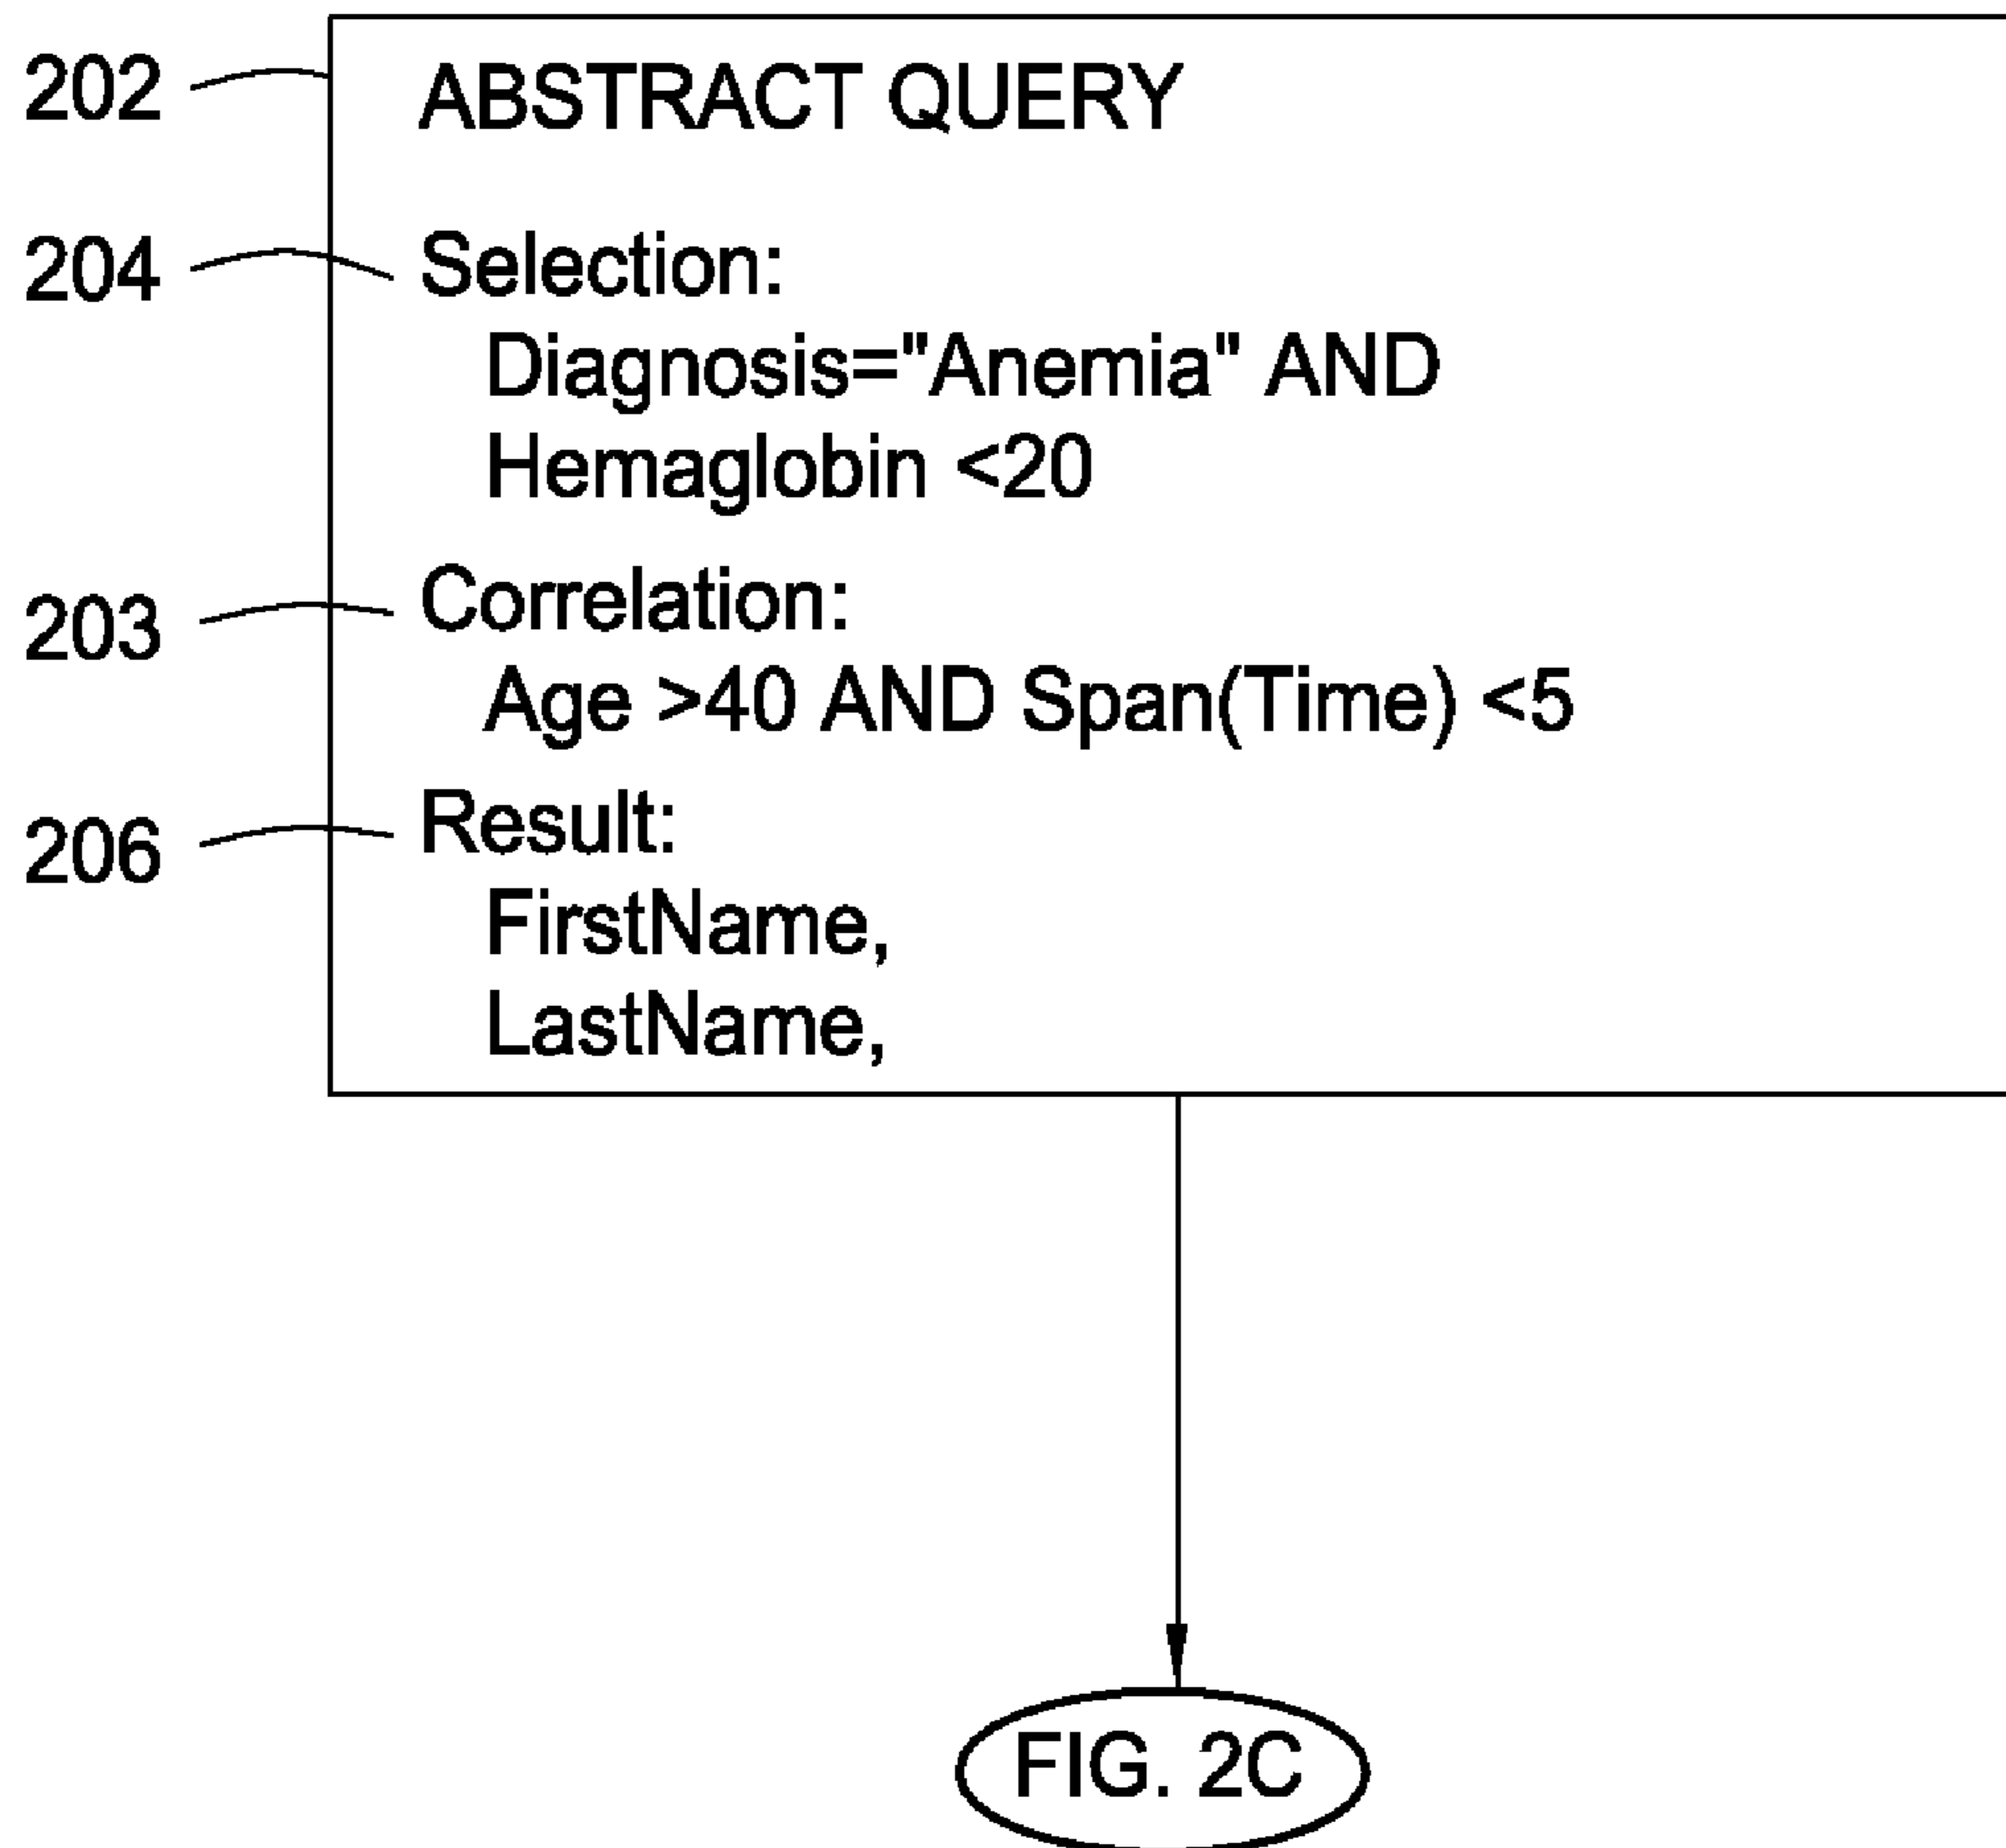 202 ABSTRACT QUERY
204 Selection:
Diagnosis="Anemia" AND
Hemaglobin <20
203 Correlation:
Age >40 AND Span(Time) <5
206 Result:
FirstName,
LastName,
FIG. 2C